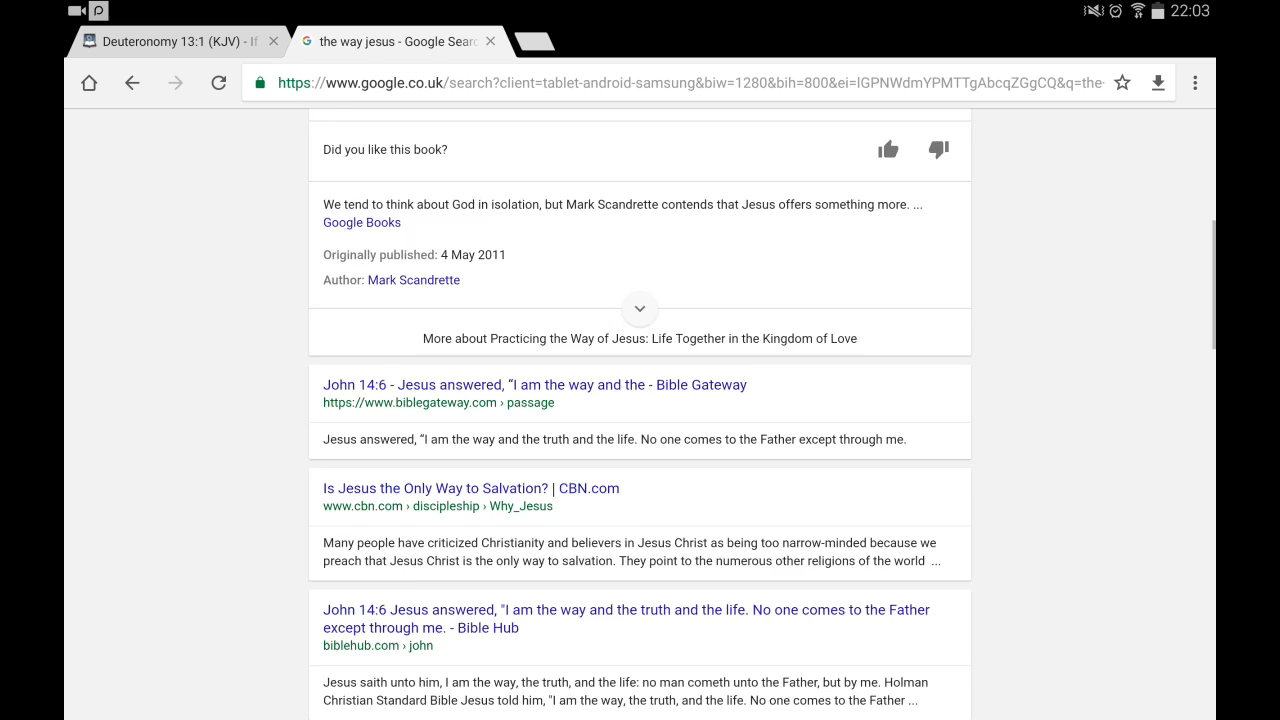 22:03
Deuteronomy 13:1 (KJV) - If
the way jesus - Google Searc
https://www.google.co.uk/search?client=tablet-android-samsung&biw=1280&bih=800&ei=IGPNWdmYPMTTgAbcqZGgCQ&q=the-
Did you like this book?
We tend to think about God in isolation, but Mark Scandrette contends that Jesus offers something more. ...
Google Books
Originally published: 4 May 2011
Author: Mark Scandrette
More about Practicing the Way of Jesus: Life Together in the Kingdom of Love
John 14:6 - Jesus answered, “I am the way and the - Bible Gateway
https://www.biblegateway.com › passage
Jesus answered, “I am the way and the truth and the life. No one comes to the Father except through me.
Is Jesus the Only Way to Salvation? | CBN.com
www.cbn.com › discipleship › Why_Jesus
Many people have criticized Christianity and believers in Jesus Christ as being too narrow-minded because we
preach that Jesus Christ is the only way to salvation. They point to the numerous other religions of the world ...
John 14:6 Jesus answered, "I am the way and the truth and the life. No one comes to the Father
except through me. - Bible Hub
biblehub.com › john
Jesus saith unto him, I am the way, the truth, and the life: no man cometh unto the Father, but by me. Holman
Christian Standard Bible Jesus told him, "I am the way, the truth, and the life. No one comes to the Father ...